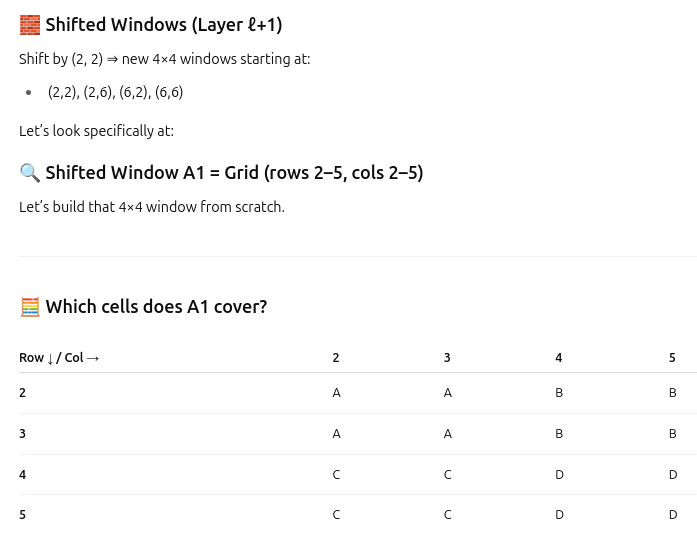 🧱 Shifted Windows (Layer ℓ+1)
Shift by (2, 2) ⇒ new 4×4 windows starting at:
• (2,2), (2,6), (6,2), (6,6)
Let’s look specifically at:
🔍 Shifted Window A1 = Grid (rows 2–5, cols 2–5)
Let’s build that 4×4 window from scratch.
🧮 Which cells does A1 cover?
Row ↓ / Col → 2 3 4 5
2 A A B B
3 A A B B
4 C C D D
5 C C D D